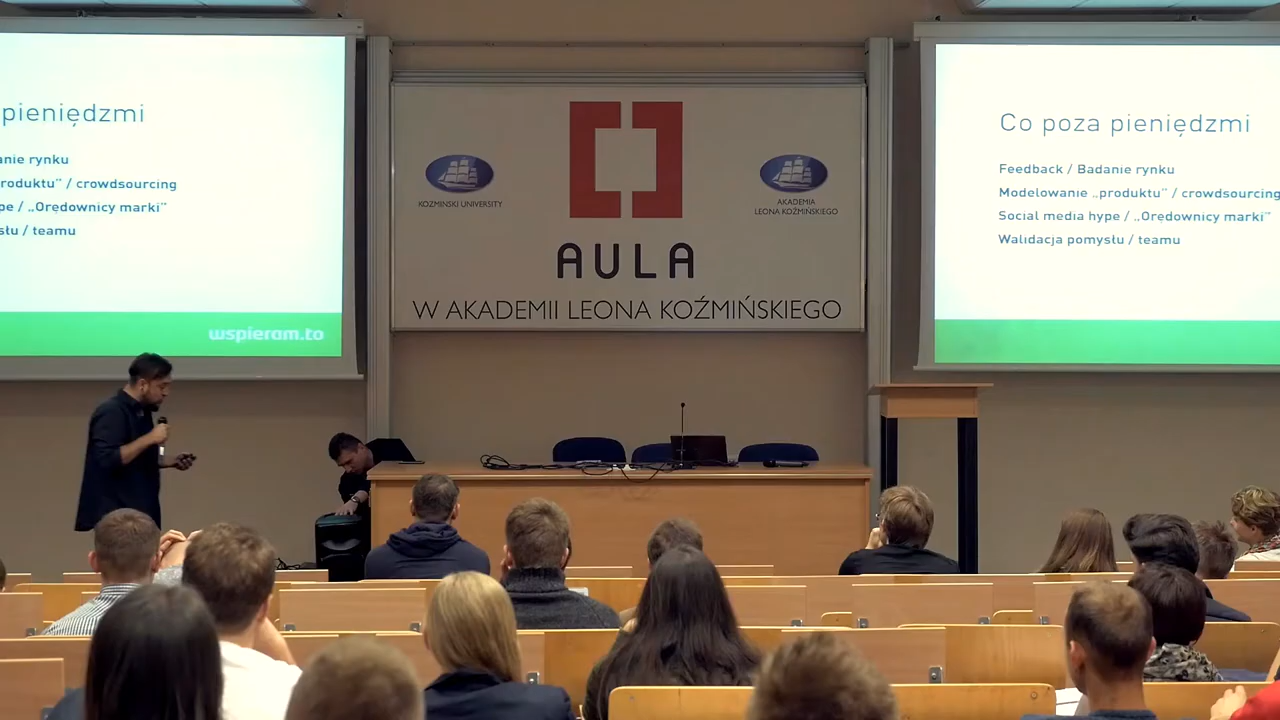 pieniędzmi
anie rynku
roduktu” / crowdsourcing
pe / „Orędownicy marki”
słu / teamu
wspieram.to
KOZMINSKI UNIVERSITY
AKADEMIA
LEONA KOŹMIŃSKIEGO
AULA
W AKADEMII LEONA KOŹMIŃSKIEGO
Co poza pieniędzmi
Feedback / Badanie rynku
Modelowanie „produktu” / crowdsourcing
Social media hype / „Orędownicy marki”
Walidacja pomysłu / teamu